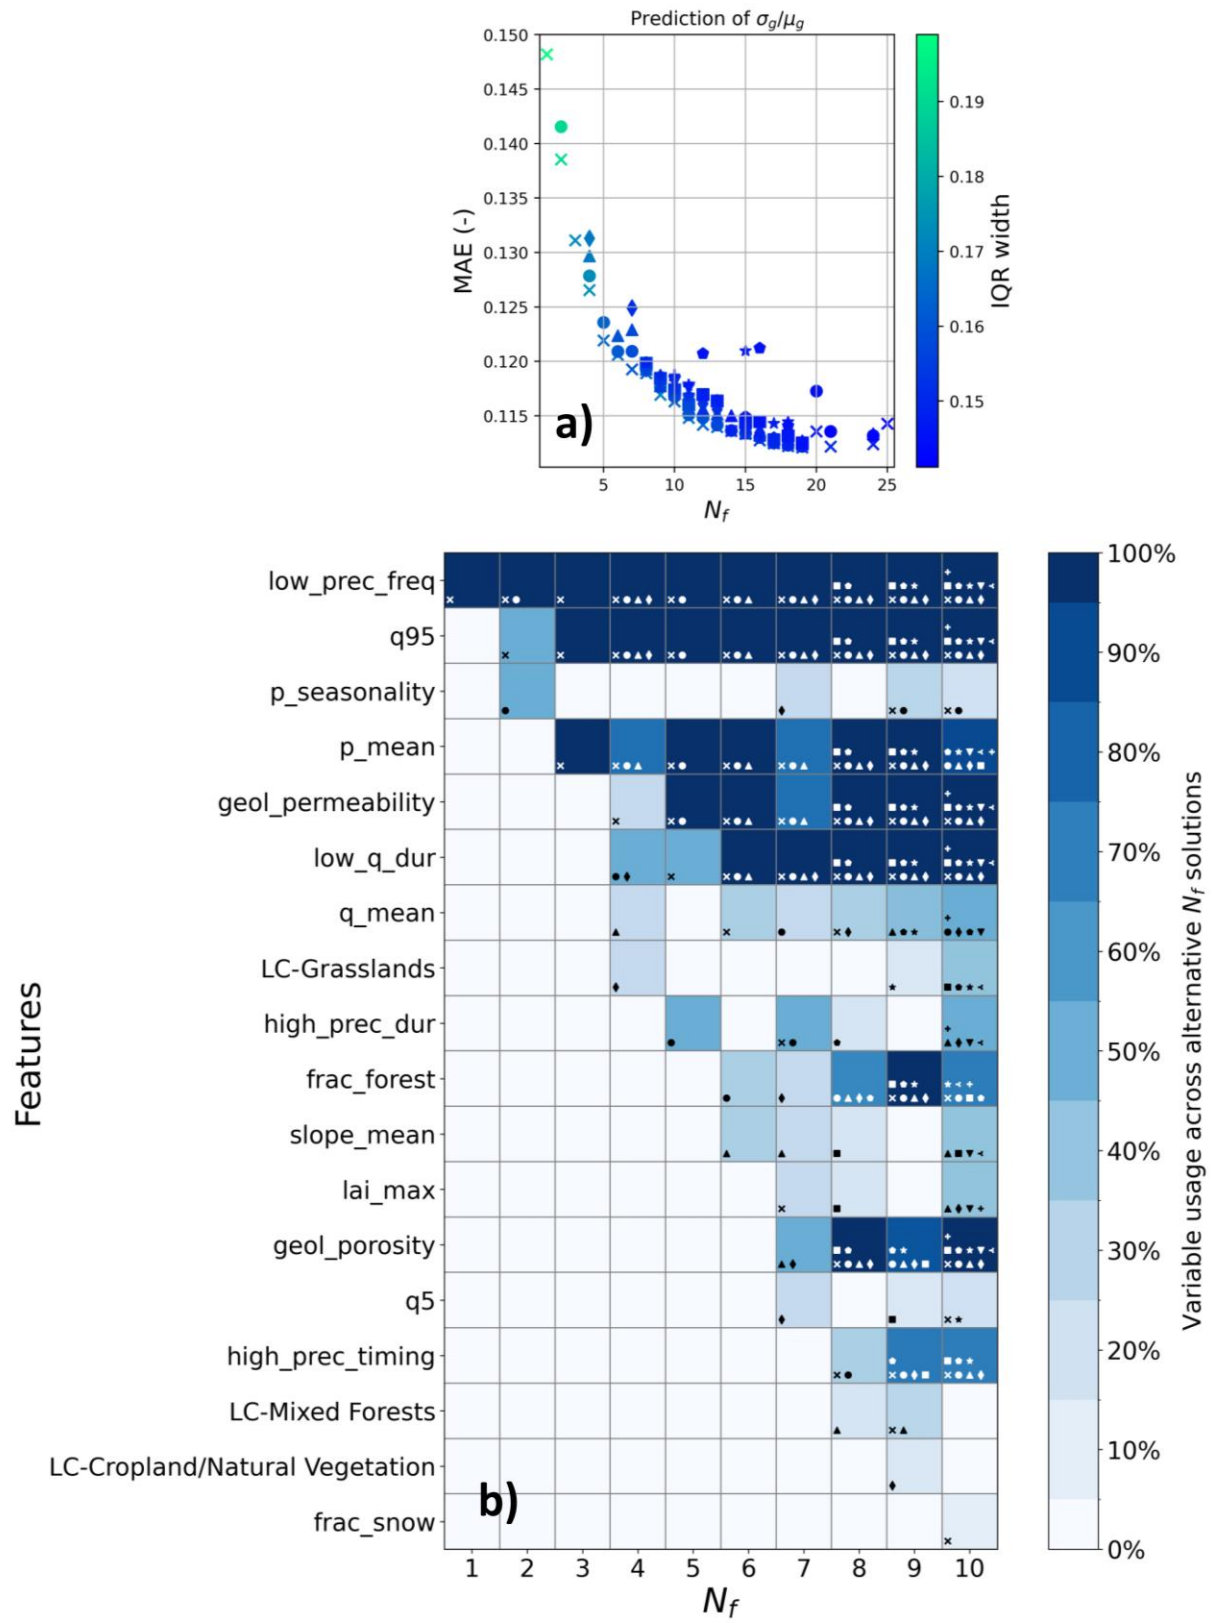 Prediction of σg/μg
0.150
0.145
0.140
0.135
0.130
0.125
0.120
0.115
MAE (-)
a)
5 10 15 20 25
Nf
0.19
0.18
0.17
0.16
0.15
IQR width
Features
low_prec_freq
q95
p_seasonality
p_mean
geol_permeability
low_q_dur
q_mean
LC-Grasslands
high_prec_dur
frac_forest
slope_mean
lai_max
geol_porosity
q5
high_prec_timing
LC-Mixed Forests
LC-Cropland/Natural Vegetation
frac_snow
b)
1 2 3 4 5 6 7 8 9 10
Nf
100%
90%
80%
70%
60%
50%
40%
30%
20%
10%
0%
Variable usage across alternative Nf solutions